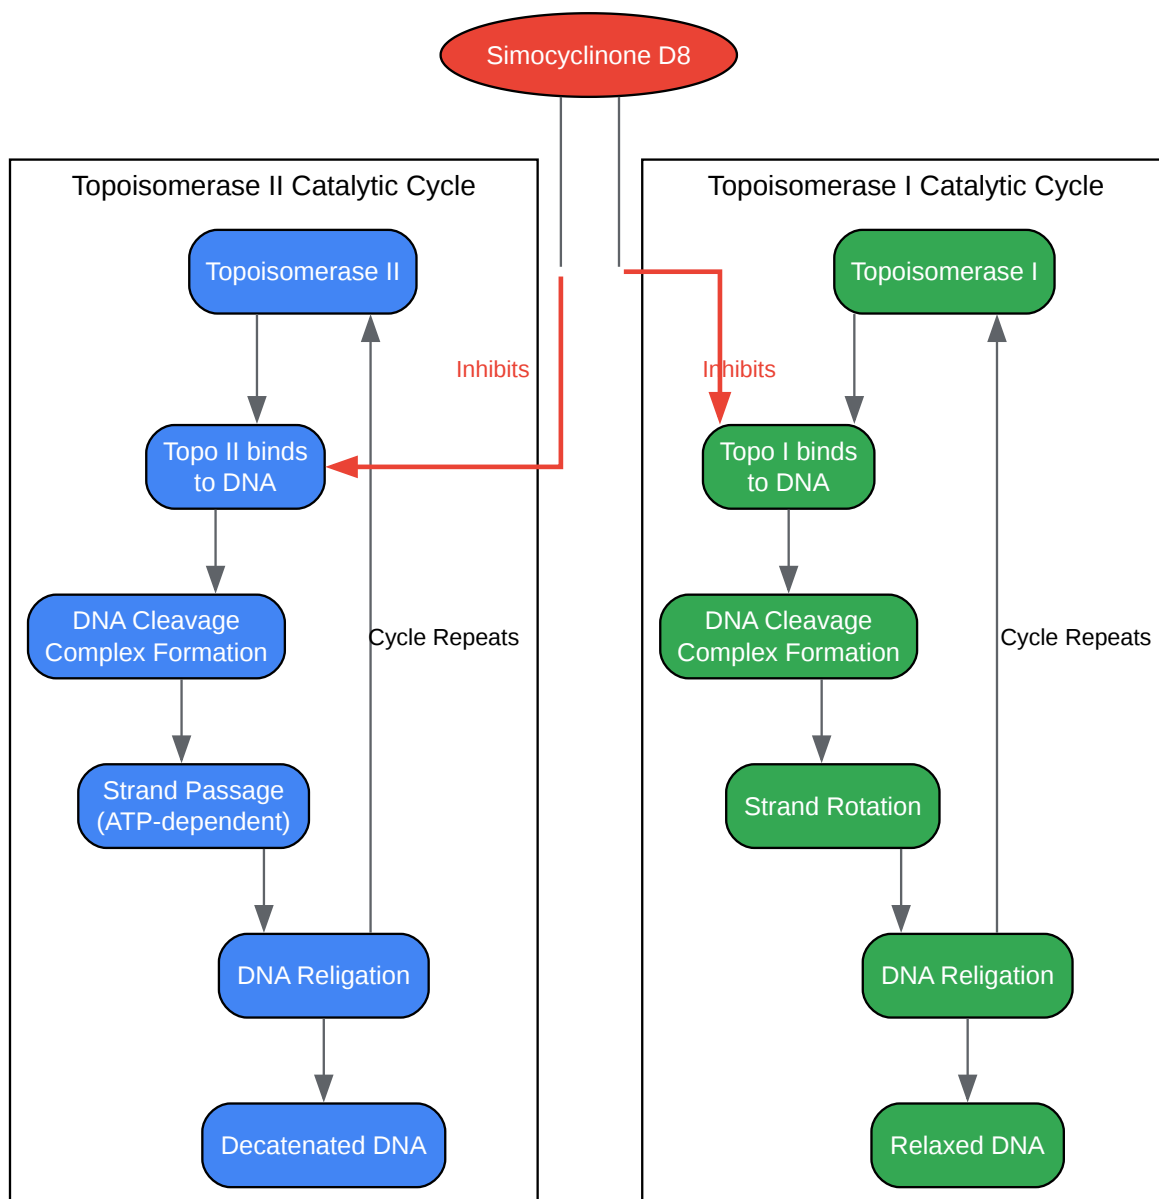 Simocyclinone D8
Topoisomerase II Catalytic Cycle
Topoisomerase II
Inhibits
Topo II binds
to DNA
DNA Cleavage
Complex Formation
Cycle Repeats
Strand Passage
(ATP-dependent)
DNA Religation
Decatenated DNA
Topoisomerase I Catalytic Cycle
Topoisomerase I
Inhibits
Topo I binds
to DNA
DNA Cleavage
Complex Formation
Cycle Repeats
Strand Rotation
DNA Religation
Relaxed DNA